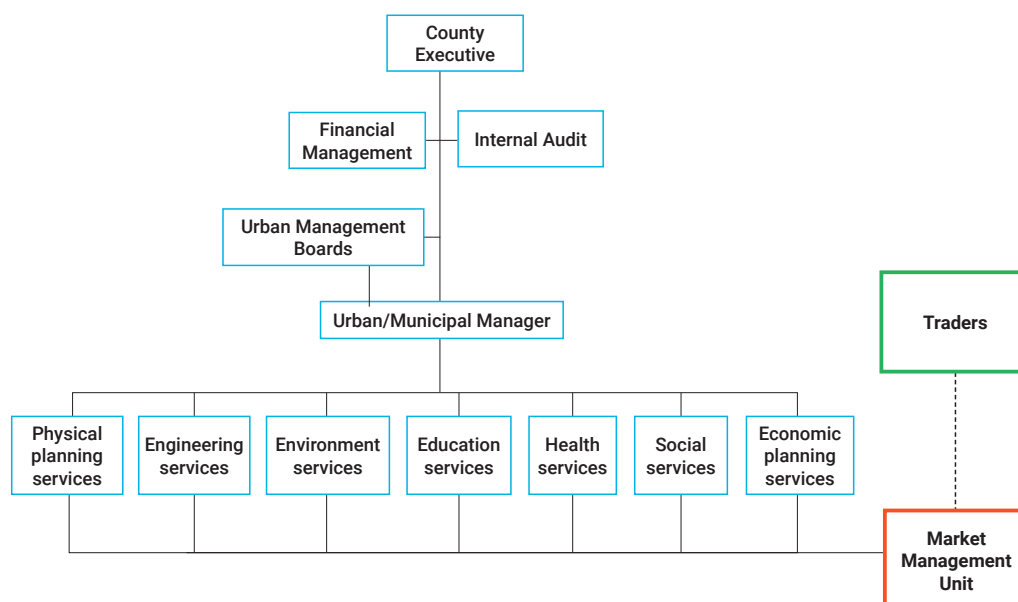 County
Executive
Financial
Management
Internal Audit
Urban Management
Boards
Urban/Municipal Manager
Traders
Physical
planning
services
Engineering
services
Environment
services
Education
services
Health
services
Social
services
Economic
planning
services
Market
Management
Unit